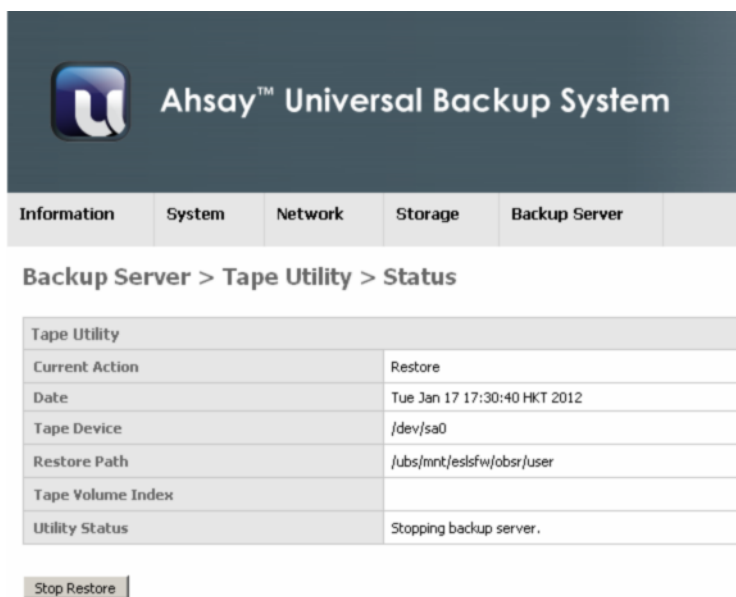 Ahsay™ Universal Backup System
Information System Network Storage Backup Server
Backup Server > Tape Utility > Status
Tape Utility
Current Action Restore
Date Tue Jan 17 17:30:40 HKT 2012
Tape Device /dev/sa0
Restore Path /ubs/mnt/eslsfw/obsr/user
Tape Volume Index
Utility Status Stopping backup server.
Stop Restore